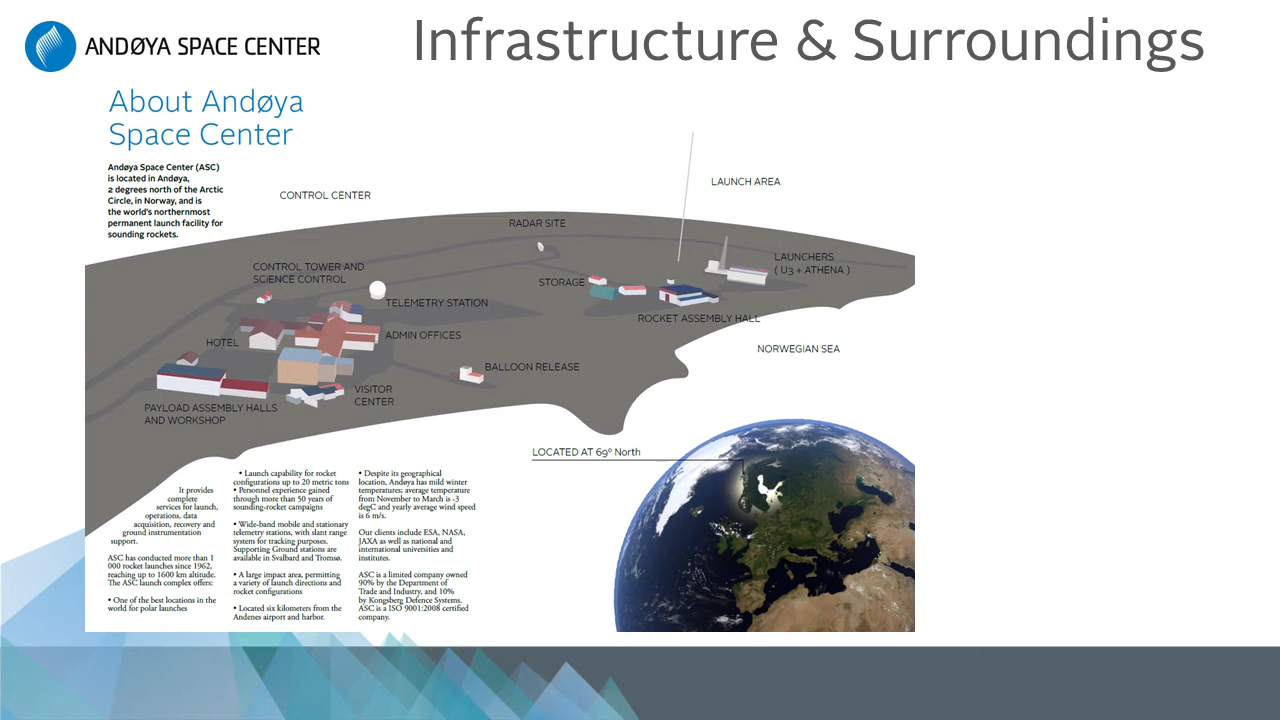 ANDØYA SPACE CENTER
Infrastructure & Surroundings
About Andøya
Space Center
Andøya Space Center (ASC)
is located in Andøya,
2 degrees north of the Arctic
Circle, in Norway, and is
the world's northernmost
permanent launch facility for
sounding rockets.
CONTROL CENTER
LAUNCH AREA
RADAR SITE
CONTROL TOWER AND
SCIENCE CONTROL
LAUNCHERS
( U3 + ATHENA )
STORAGE
TELEMETRY STATION
ROCKET ASSEMBLY HALL
ADMIN OFFICES
HOTEL
NORWEGIAN SEA
BALLOON RELEASE
VISITOR
CENTER
PAYLOAD ASSEMBLY HALLS
AND WORKSHOP
LOCATED AT 69º North
It provides
complete
services for launch,
operations, data
acquisition, recovery and
ground instrumentation
support.
ASC has conducted more than 1
000 rocket launches since 1962,
reaching up to 1600 km altitude.
The ASC launch complex offers:
• One of the best locations in the
world for polar launches
• Launch capability for rocket
configurations up to 20 metric tons
• Personnel experience gained
through more than 50 years of
sounding-rocket campaigns
• Wide-band mobile and stationary
telemetry stations, with slant range
system for tracking purposes.
Supporting Ground stations are
available in Svalbard and Tromsø.
• A large impact area, permitting
a variety of launch directions and
rocket configurations
• Located six kilometers from the
Andenes airport and harbor.
• Despite its geographical
location, Andøya has mild winter
temperatures; average temperature
from November to March is -3
degC and yearly average wind speed
is 6 m/s.
Our clients include ESA, NASA,
JAXA as well as national and
international universities and
institutes.
ASC is a limited company owned
90% by the Department of
Trade and Industry, and 10%
by Kongsberg Defence Systems.
ASC is a ISO 9001:2008 certified
company.